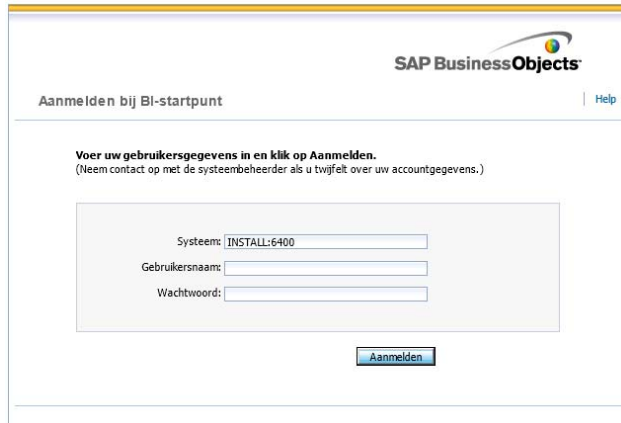 SAP BusinessObjects
Aanmelden bij BI-startpunt
Help
Voer uw gebruikersgegevens in en klik op Aanmelden.
(Neem contact op met de systeembeheerder als u twijfelt over uw accountgegevens.)
Systeem: INSTALL:6400
Gebruikersnaam:
Wachtwoord:
Aanmelden